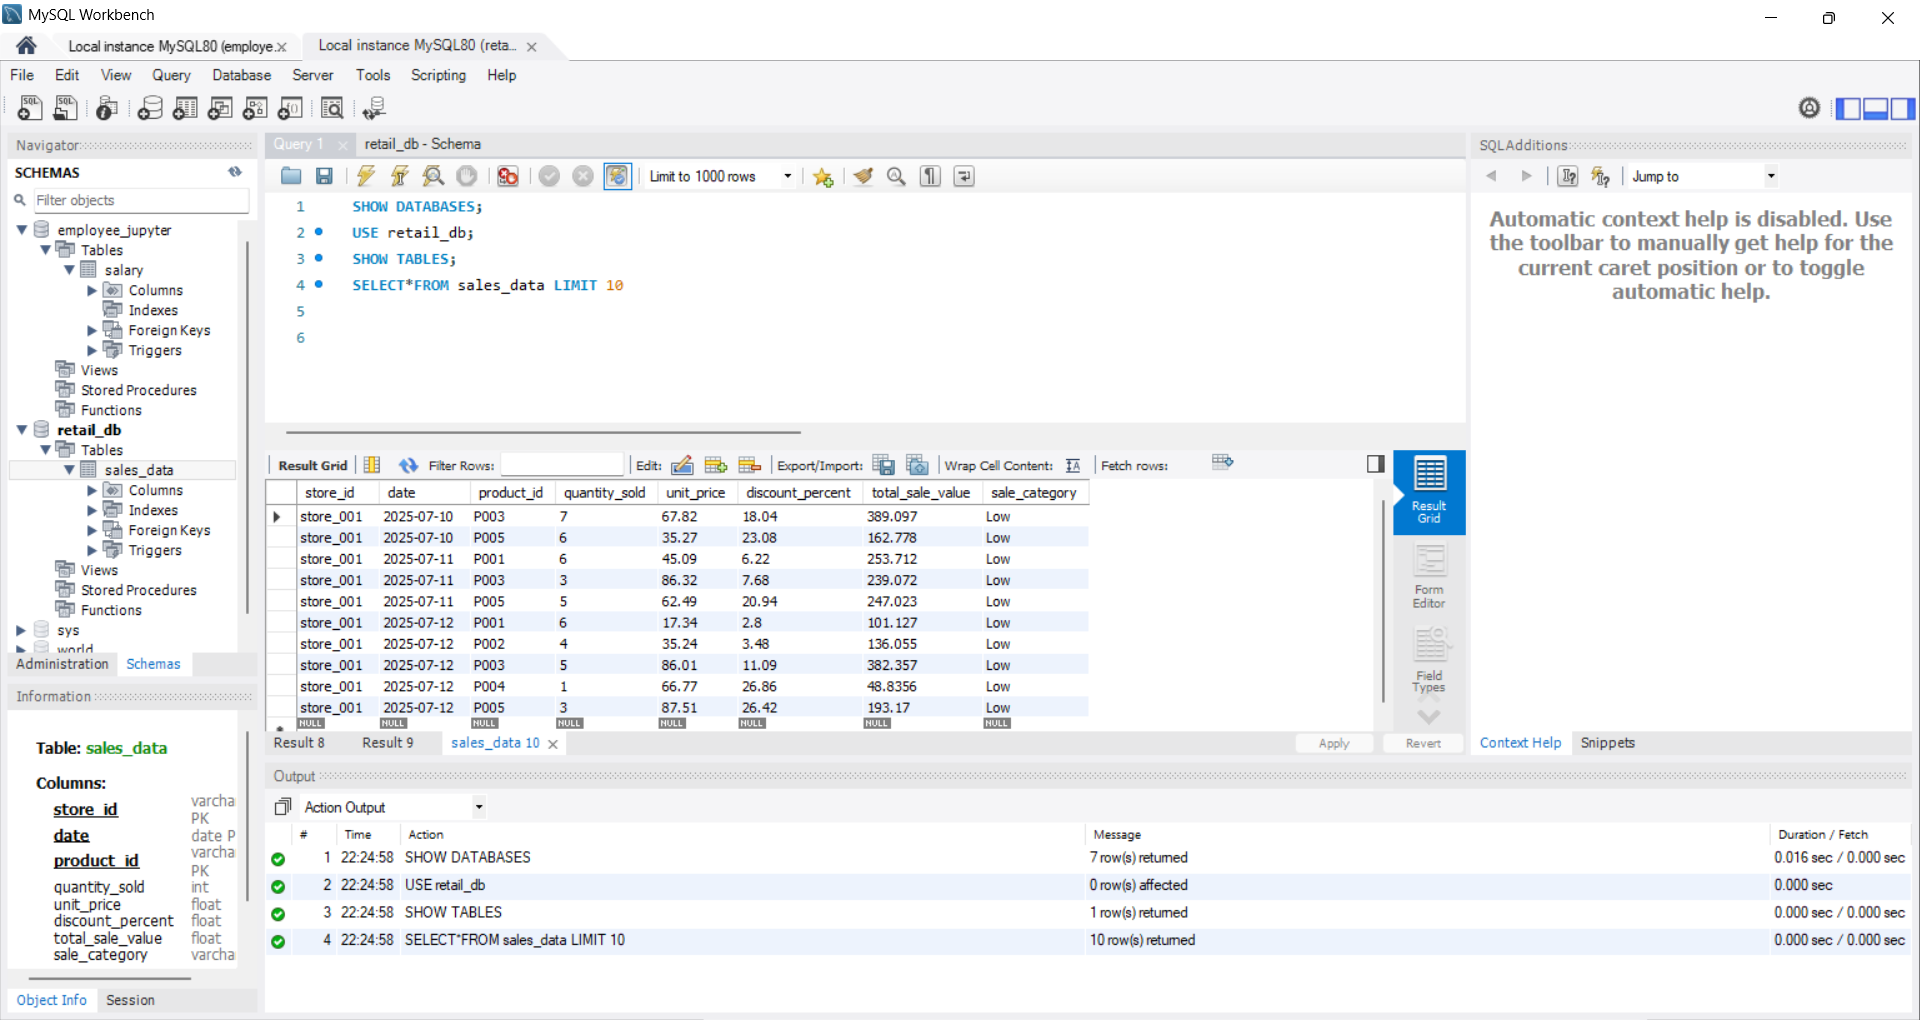 MySQL Workbench
Local instance MySQL80 (employe.
Local instance MySQL80 (reta...
File Edit View Query Database Server Tools Scripting Help
Navigator
SCHEMAS
Filter objects
employee_jupyter
Tables
salary
Columns
Indexes
Foreign Keys
Triggers
Views
Stored Procedures
Functions
retail_db
Tables
sales_data
Columns
Indexes
Foreign Keys
Triggers
Views
Stored Procedures
Functions
sys
world
Administration Schemas
Information
Table: sales_data
Columns:
store_id varcha PK
date date P
product_id varcha PK
quantity_sold int
unit_price float
discount_percent float
total_sale_value float
sale_category varcha
Object Info Session
Query 1 retail_db - Schema
Limit to 1000 rows
1 SHOW DATABASES;
2 USE retail_db;
3 SHOW TABLES;
4 SELECT*FROM sales_data LIMIT 10
5
6
Result Grid Filter Rows: Edit: Export/Import: Wrap Cell Content: Fetch rows:
store_id date product_id quantity_sold unit_price discount_percent total_sale_value sale_category
store_001 2025-07-10 P003 7 67.82 18.04 389.097 Low
store_001 2025-07-10 P005 6 35.27 23.08 162.778 Low
store_001 2025-07-11 P001 6 45.09 6.22 253.712 Low
store_001 2025-07-11 P003 3 86.32 7.68 239.072 Low
store_001 2025-07-11 P005 5 62.49 20.94 247.023 Low
store_001 2025-07-12 P001 6 17.34 2.8 101.127 Low
store_001 2025-07-12 P002 4 35.24 3.48 136.055 Low
store_001 2025-07-12 P003 5 86.01 11.09 382.357 Low
store_001 2025-07-12 P004 1 66.77 26.86 48.8356 Low
store_001 2025-07-12 P005 3 87.51 26.42 193.17 Low
NULL NULL NULL NULL NULL NULL NULL NULL
Result Grid
Form Editor
Field Types
Result 8 Result 9 sales_data 10 Apply Revert
SQLAdditions
Jump to
Automatic context help is disabled. Use
the toolbar to manually get help for the
current caret position or to toggle
automatic help.
Context Help Snippets
Output
Action Output
# Time Action Message Duration / Fetch
1 22:24:58 SHOW DATABASES 7 row(s) returned 0.016 sec / 0.000 sec
2 22:24:58 USE retail_db 0 row(s) affected 0.000 sec
3 22:24:58 SHOW TABLES 1 row(s) returned 0.000 sec / 0.000 sec
4 22:24:58 SELECT*FROM sales_data LIMIT 10 10 row(s) returned 0.000 sec / 0.000 sec